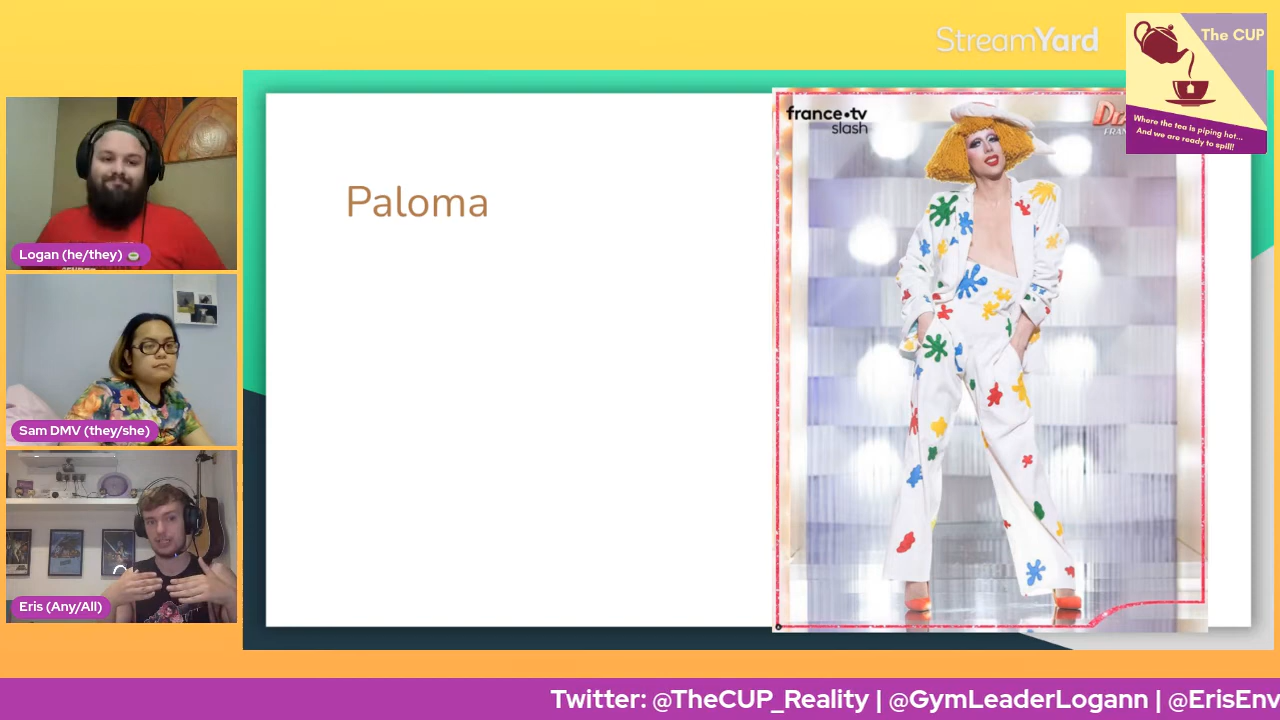 StreamYard
The CUP
Where the tea is piping hot...
And we are ready to spill!
france•tv
slash
Paloma
Logan (he/they) 🍵
Sam DMV (they/she)
Eris (Any/All)
Twitter: @TheCUP_Reality | @GymLeaderLogann | @ErisEnv